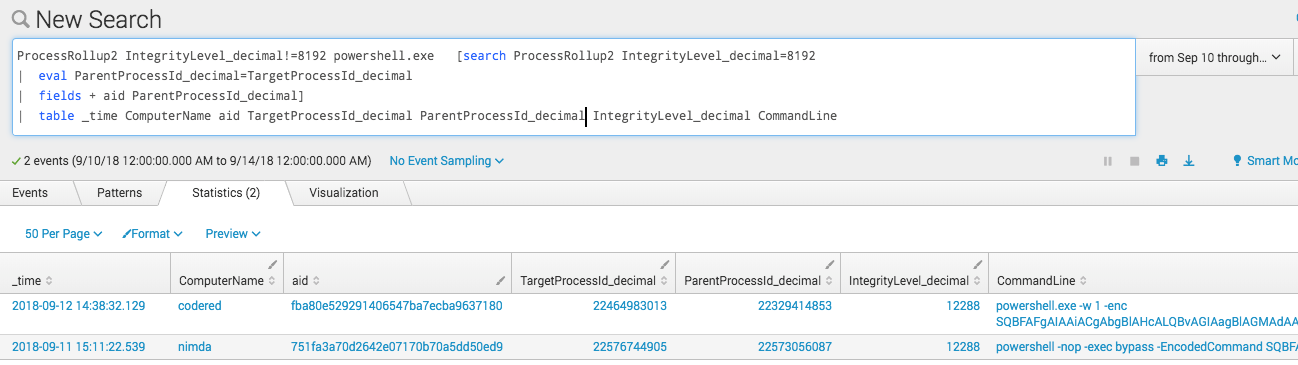 New Search
ProcessRollup2 IntegrityLevel_decimal!=8192 powershell.exe [search ProcessRollup2 IntegrityLevel_decimal=8192
| eval ParentProcessId_decimal=TargetProcessId_decimal
| fields + aid ParentProcessId_decimal]
| table _time ComputerName aid TargetProcessId_decimal ParentProcessId_decimal IntegrityLevel_decimal CommandLine
from Sep 10 through...
2 events (9/10/18 12:00:00.000 AM to 9/14/18 12:00:00.000 AM) No Event Sampling
Smart Mo
Events Patterns Statistics (2) Visualization
50 Per Page Format Preview
_time ComputerName aid TargetProcessId_decimal ParentProcessId_decimal IntegrityLevel_decimal CommandLine
2018-09-12 14:38:32.129 codered fba80e529291406547ba7ecba9637180 22464983013 22329414853 12288 powershell.exe -w 1 -enc
SQBFAFgAIAAiACgAbgBlAHcALQBvAGIAagBlAGMAdAA
2018-09-11 15:11:22.539 nimda 751fa3a70d2642e07170b70a5dd50ed9 22576744905 22573056087 12288 powershell -nop -exec bypass -EncodedCommand SQBFA